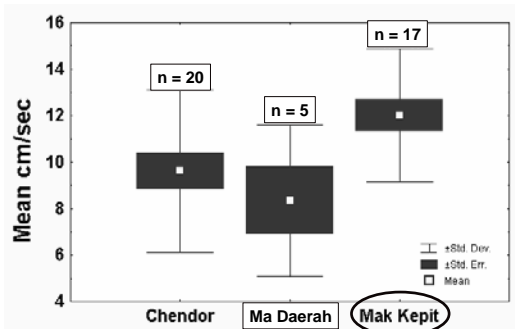 Mean cm/sec
16
14
12
10
8
6
4
n = 20
n = 5
n = 17
±Std. Dev.
±Std. Err.
Mean
Chendor
Ma Daerah
Mak Kepit